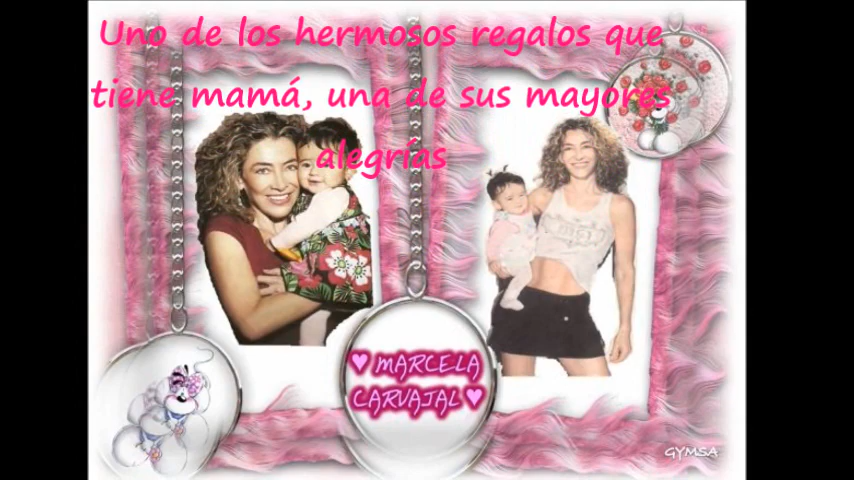 Uno de los hermosos regalos que
tiene mamá, una de sus mayores
alegrías
♥ MARCELA
CARVAJAL ♥
GYMSA